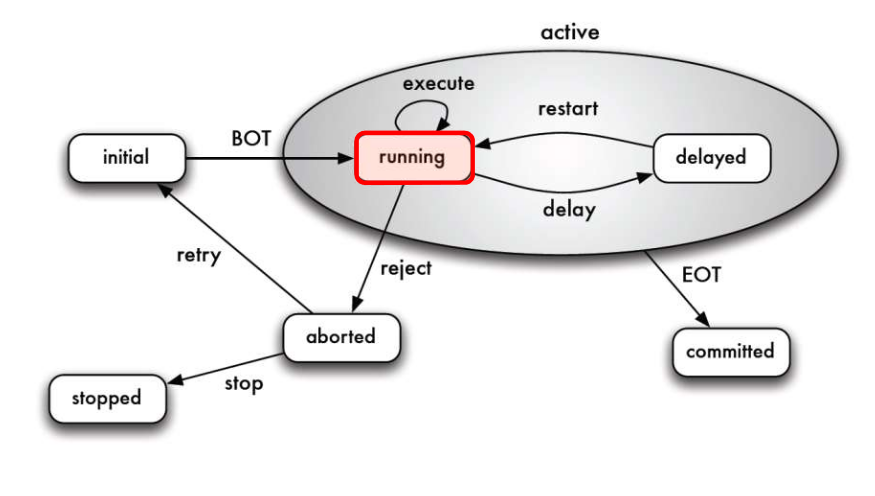 active
execute
restart
BOT
initial
running
delayed
delay
retry
reject
EOT
aborted
committed
stop
stopped